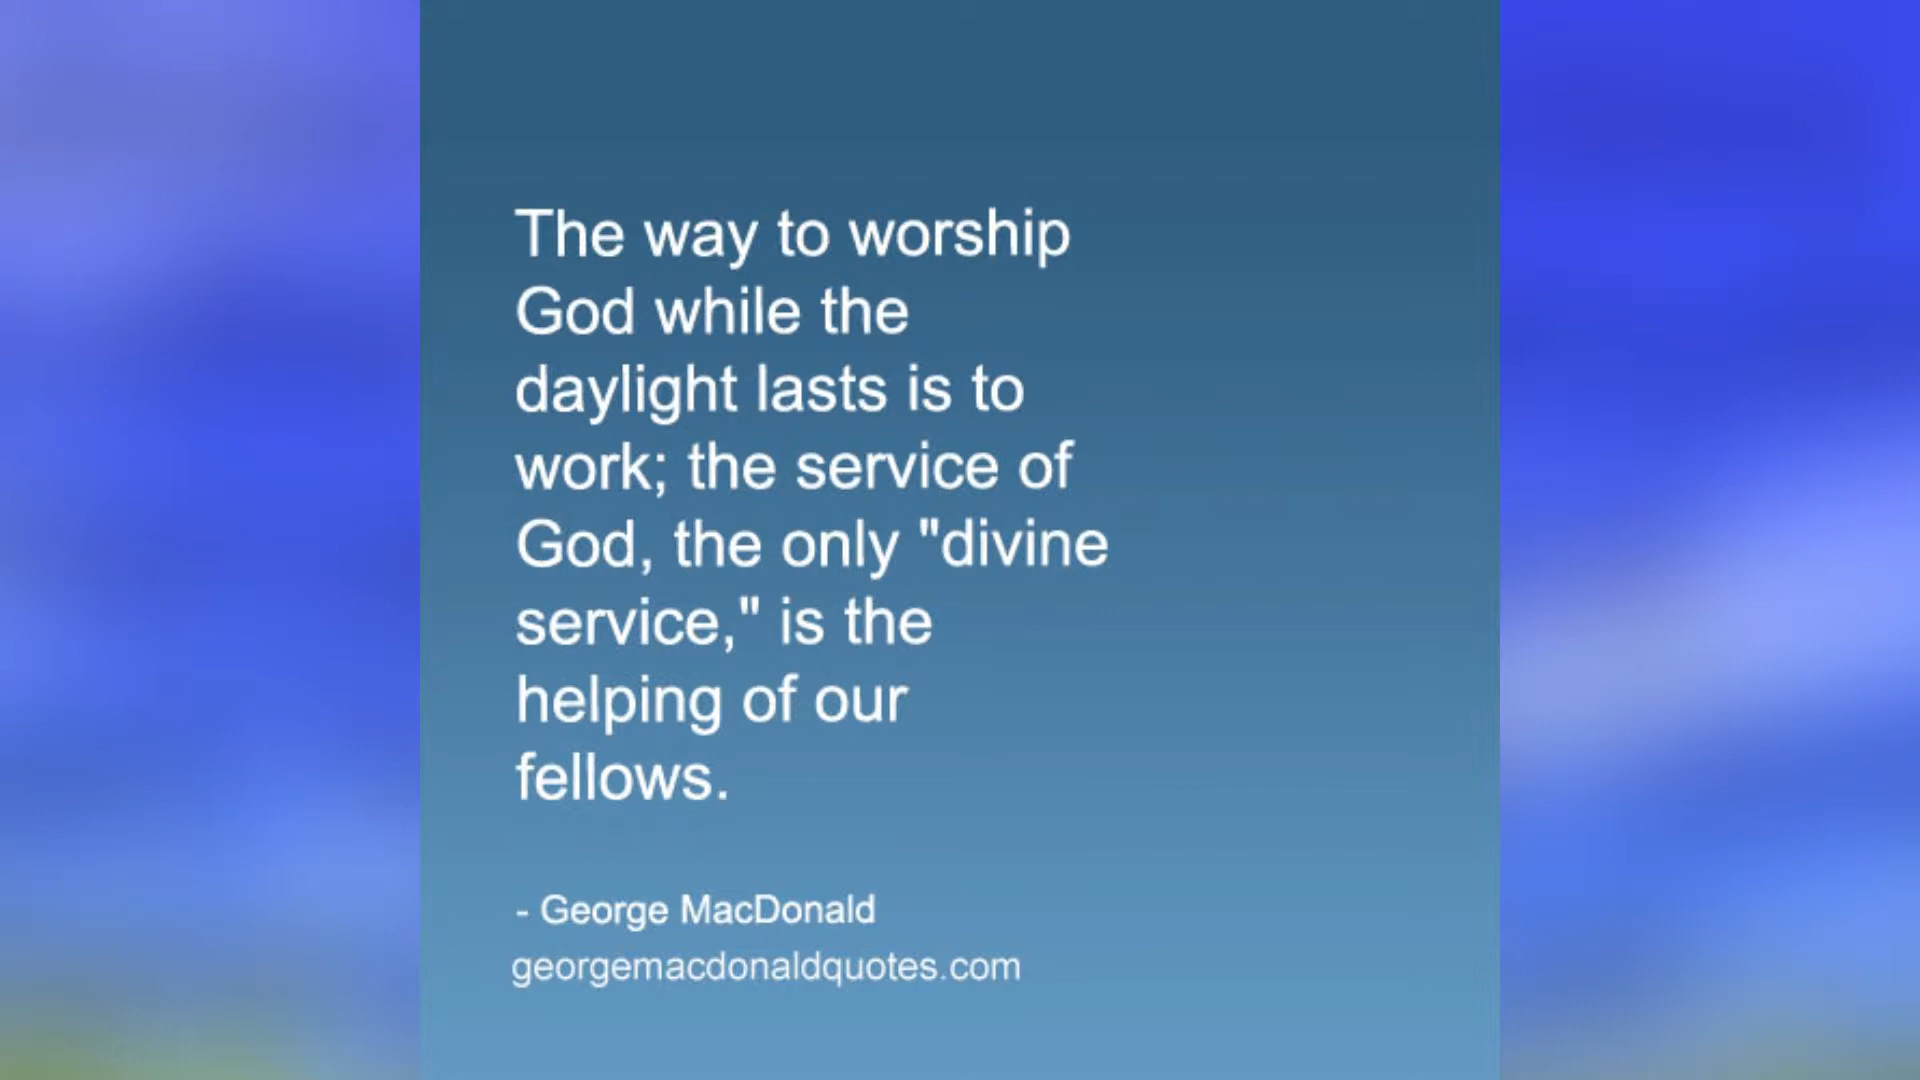 The way to worship
God while the
daylight lasts is to
work; the service of
God, the only "divine
service," is the
helping of our
fellows.
- George MacDonald
georgemacdonaldquotes.com